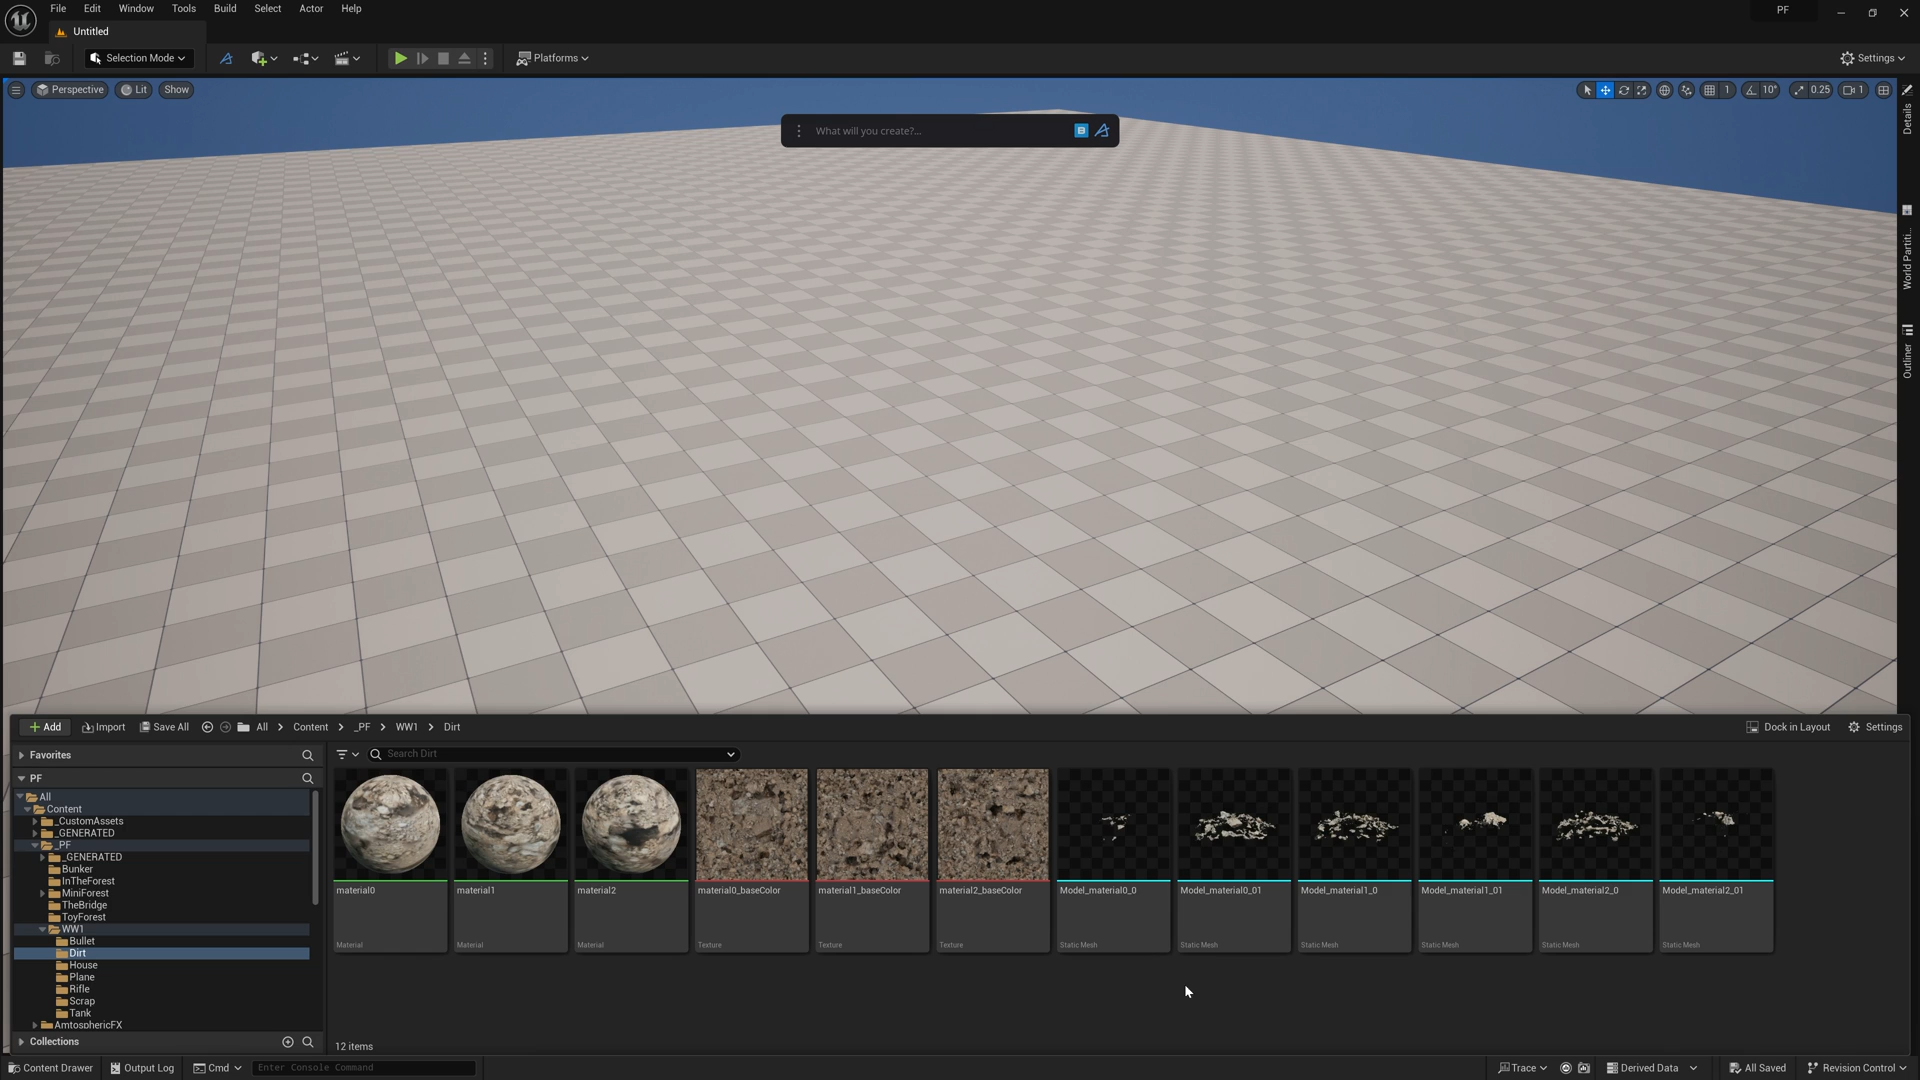 File Edit Window Tools Build Select Actor Help
PF
Untitled
Selection Mode
Platforms
Settings
Perspective Lit Show
1 10° 0.25 1
What will you create?...
Details
World Partiti...
Outliner
Add Import Save All All > Content > _PF > WW1 > Dirt
Dock in Layout Settings
Favorites
Search Dirt
PF
All
Content
_CustomAssets
_GENERATED
_PF
_GENERATED
Bunker
InTheForest
MiniForest
TheBridge
ToyForest
WW1
Bullet
Dirt
House
Plane
Rifle
Scrap
Tank
AmtosphericFX
Collections
material0 material1 material2 material0_baseColor material1_baseColor material2_baseColor Model_material0_0 Model_material0_01 Model_material1_0 Model_material1_01 Model_material2_0 Model_material2_01
Material Material Material Texture Texture Texture Static Mesh Static Mesh Static Mesh Static Mesh Static Mesh Static Mesh
12 items
Content Drawer Output Log Cmd Enter Console Command
Trace Derived Data All Saved Revision Control